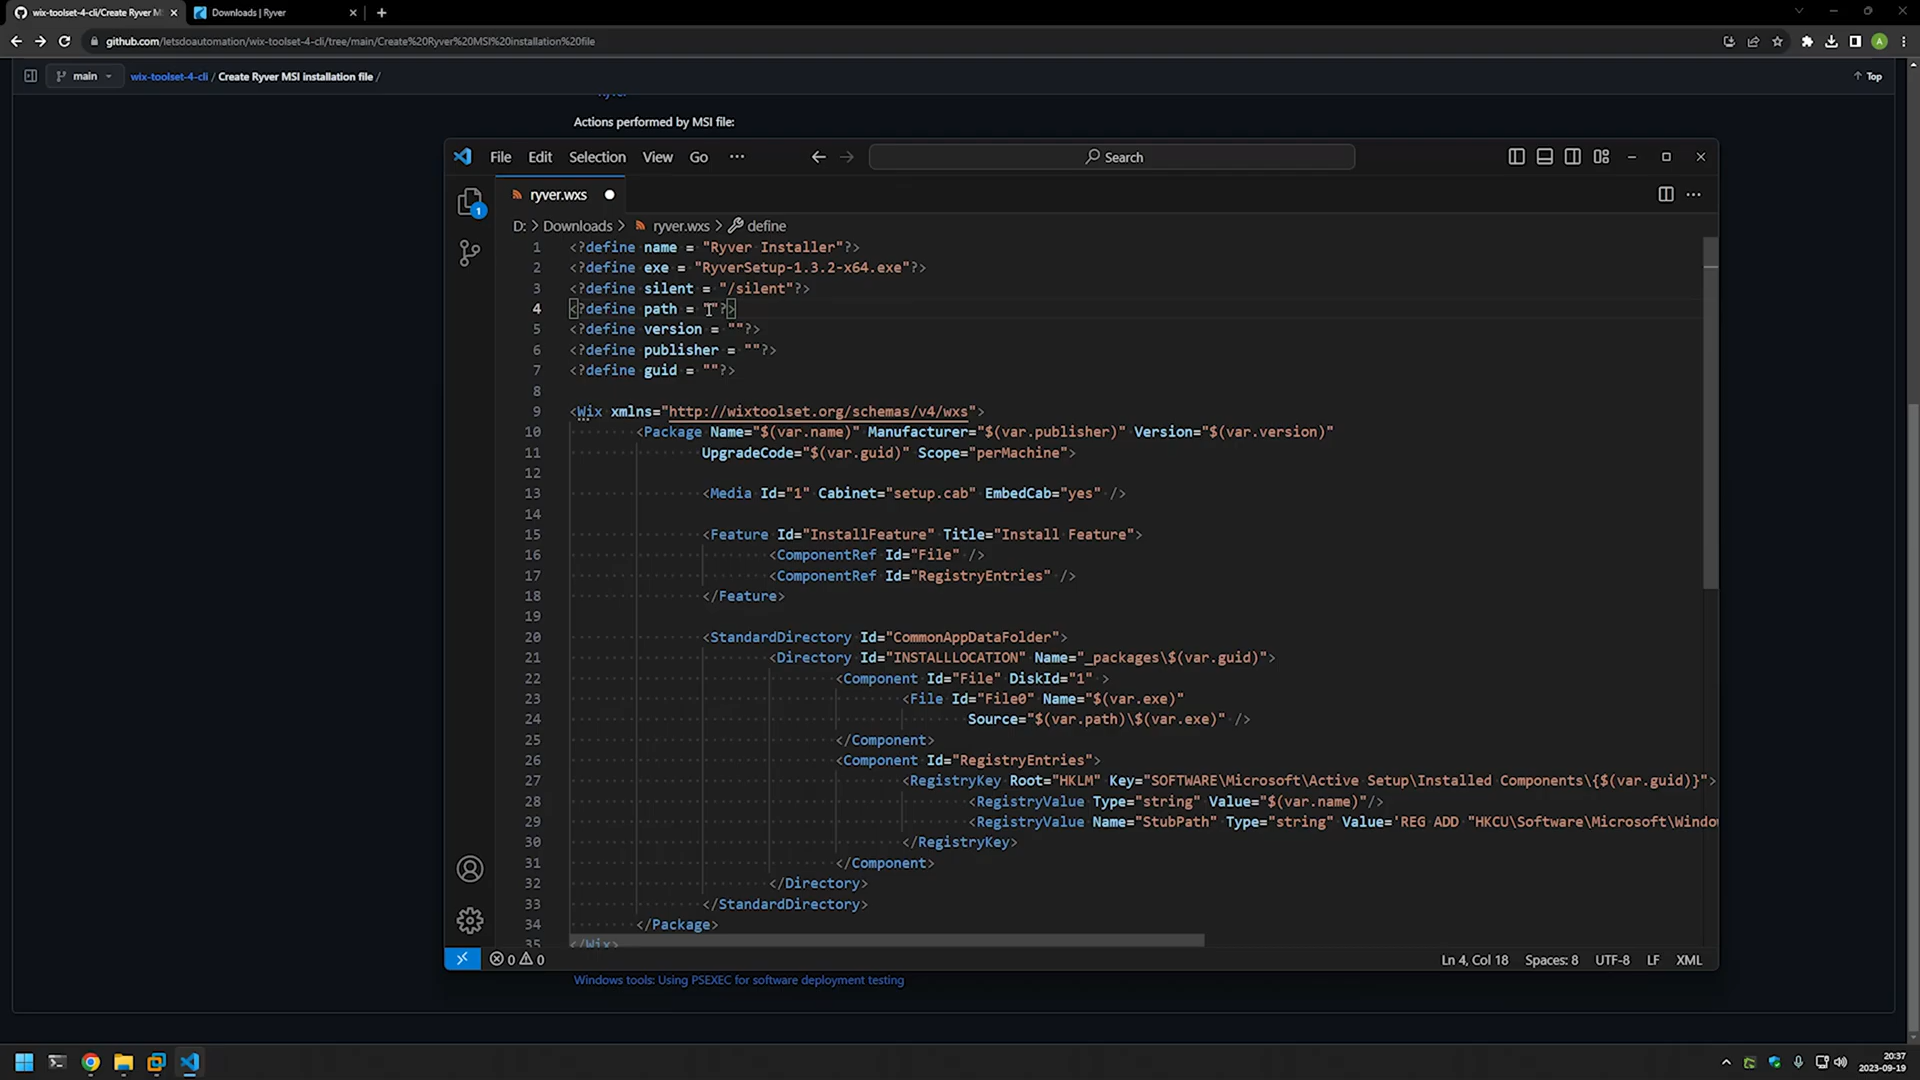 wix-toolset-4-cli/Create Ryver M
Downloads | Ryver
github.com/letsdoautomation/wix-toolset-4-cli/tree/main/Create%20Ryver%20MSI%20installation%20file
A
main
wix-toolset-4-cli / Create Ryver MSI installation file /
Top
Actions performed by MSI file:
File Edit Selection View Go ···
Search
ryver.wxs
1
D: > Downloads > ryver.wxs > define
1 <?define name = "Ryver Installer"?>
2 <?define exe = "RyverSetup-1.3.2-x64.exe"?>
3 <?define silent = "/silent"?>
4 <?define path = ""?>
5 <?define version = ""?>
6 <?define publisher = ""?>
7 <?define guid = ""?>
8
9 <Wix xmlns="http://wixtoolset.org/schemas/v4/wxs">
10 <Package Name="$(var.name)" Manufacturer="$(var.publisher)" Version="$(var.version)"
11 UpgradeCode="$(var.guid)" Scope="perMachine">
12
13 <Media Id="1" Cabinet="setup.cab" EmbedCab="yes" />
14
15 <Feature Id="InstallFeature" Title="Install Feature">
16 <ComponentRef Id="File" />
17 <ComponentRef Id="RegistryEntries" />
18 </Feature>
19
20 <StandardDirectory Id="CommonAppDataFolder">
21 <Directory Id="INSTALLLOCATION" Name="_packages\$(var.guid)">
22 <Component Id="File" DiskId="1" >
23 <File Id="File0" Name="$(var.exe)"
24 Source="$(var.path)\$(var.exe)" />
25 </Component>
26 <Component Id="RegistryEntries">
27 <RegistryKey Root="HKLM" Key="SOFTWARE\Microsoft\Active Setup\Installed Components\{$(var.guid)}">
28 <RegistryValue Type="string" Value="$(var.name)"/>
29 <RegistryValue Name="StubPath" Type="string" Value='REG ADD "HKCU\Software\Microsoft\Windo
30 </RegistryKey>
31 </Component>
32 </Directory>
33 </StandardDirectory>
34 </Package>
35 </Wix>
0 0
Ln 4, Col 18 Spaces: 8 UTF-8 LF XML
Windows tools: Using PSEXEC for software deployment testing
20:37
2023-09-19